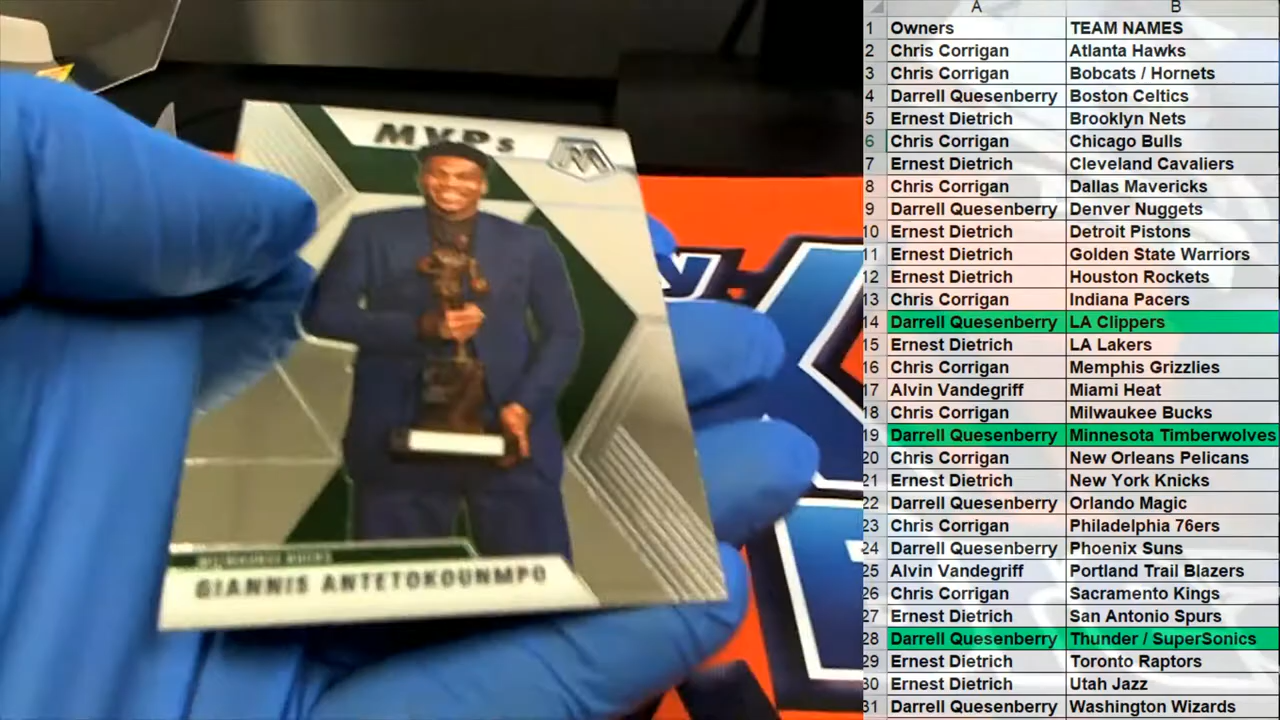 MVPs
M
MILWAUKEE BUCKS
GIANNIS ANTETOKOUNMPO
A B
1 Owners TEAM NAMES
2 Chris Corrigan Atlanta Hawks
3 Chris Corrigan Bobcats / Hornets
4 Darrell Quesenberry Boston Celtics
5 Ernest Dietrich Brooklyn Nets
6 Chris Corrigan Chicago Bulls
7 Ernest Dietrich Cleveland Cavaliers
8 Chris Corrigan Dallas Mavericks
9 Darrell Quesenberry Denver Nuggets
10 Ernest Dietrich Detroit Pistons
11 Ernest Dietrich Golden State Warriors
12 Ernest Dietrich Houston Rockets
13 Chris Corrigan Indiana Pacers
14 Darrell Quesenberry LA Clippers
15 Ernest Dietrich LA Lakers
16 Chris Corrigan Memphis Grizzlies
17 Alvin Vandegriff Miami Heat
18 Chris Corrigan Milwaukee Bucks
19 Darrell Quesenberry Minnesota Timberwolves
20 Chris Corrigan New Orleans Pelicans
21 Ernest Dietrich New York Knicks
22 Darrell Quesenberry Orlando Magic
23 Chris Corrigan Philadelphia 76ers
24 Darrell Quesenberry Phoenix Suns
25 Alvin Vandegriff Portland Trail Blazers
26 Chris Corrigan Sacramento Kings
27 Ernest Dietrich San Antonio Spurs
28 Darrell Quesenberry Thunder / SuperSonics
29 Ernest Dietrich Toronto Raptors
30 Ernest Dietrich Utah Jazz
31 Darrell Quesenberry Washington Wizards